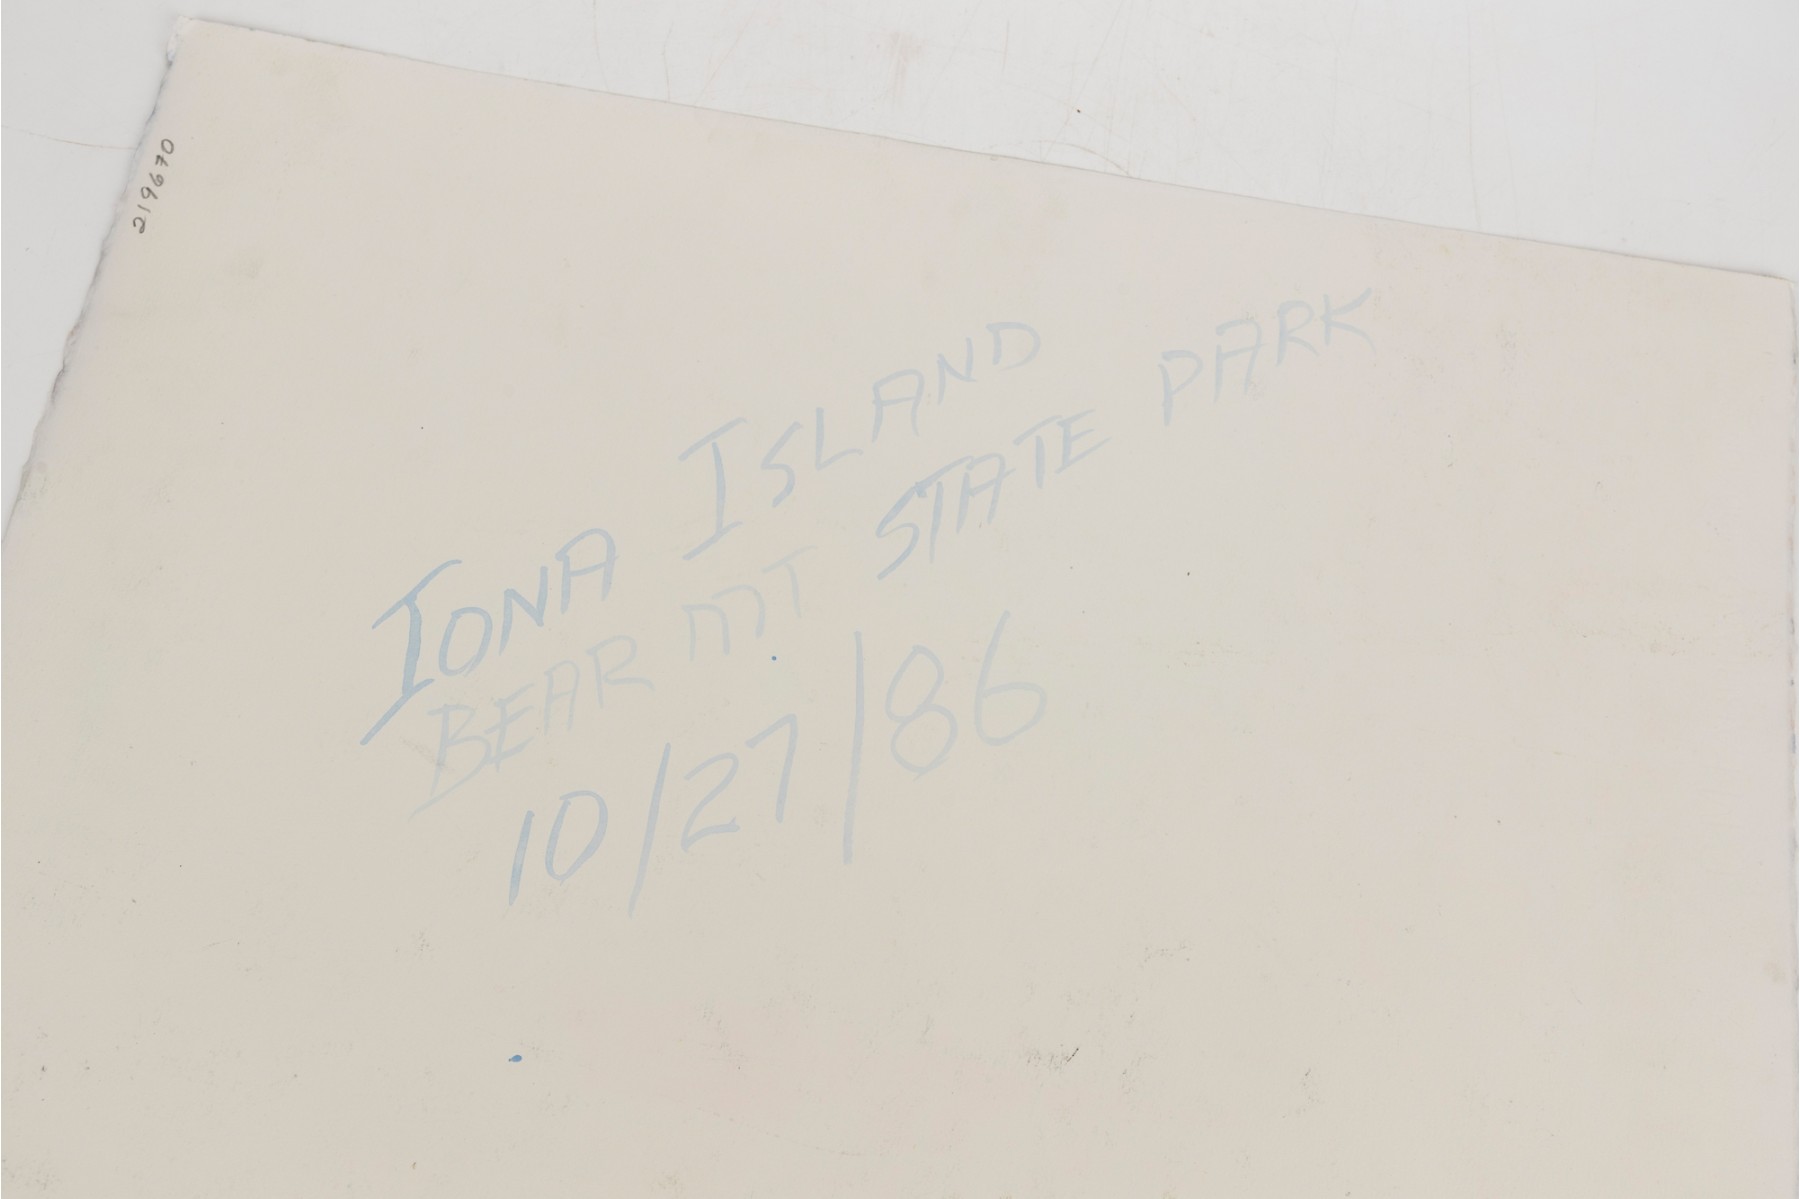 219670
IONA ISLAND
BEAR MT STATE PARK
10/27/86